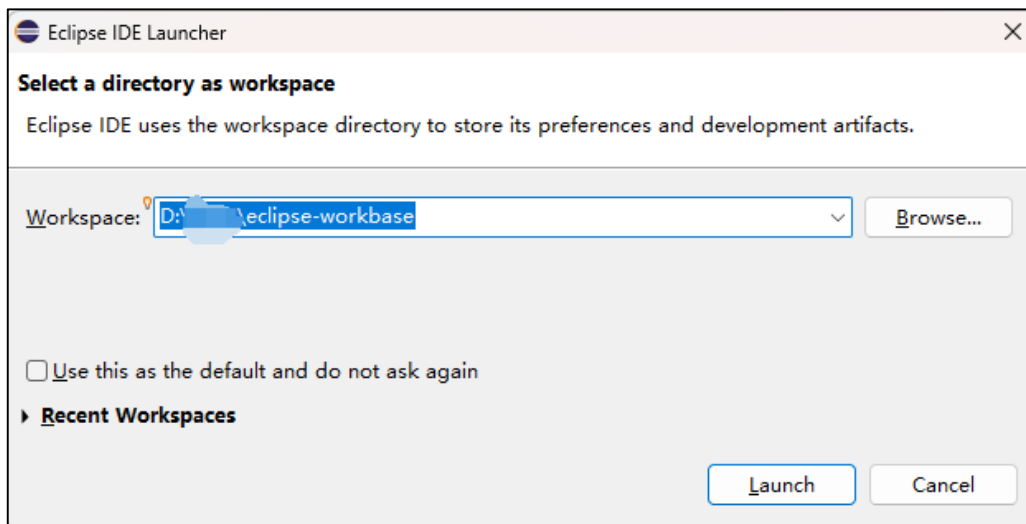 Eclipse IDE Launcher
Select a directory as workspace
Eclipse IDE uses the workspace directory to store its preferences and development artifacts.
Workspace: D:\ \eclipse-workbase Browse...
Use this as the default and do not ask again
Recent Workspaces
Launch Cancel